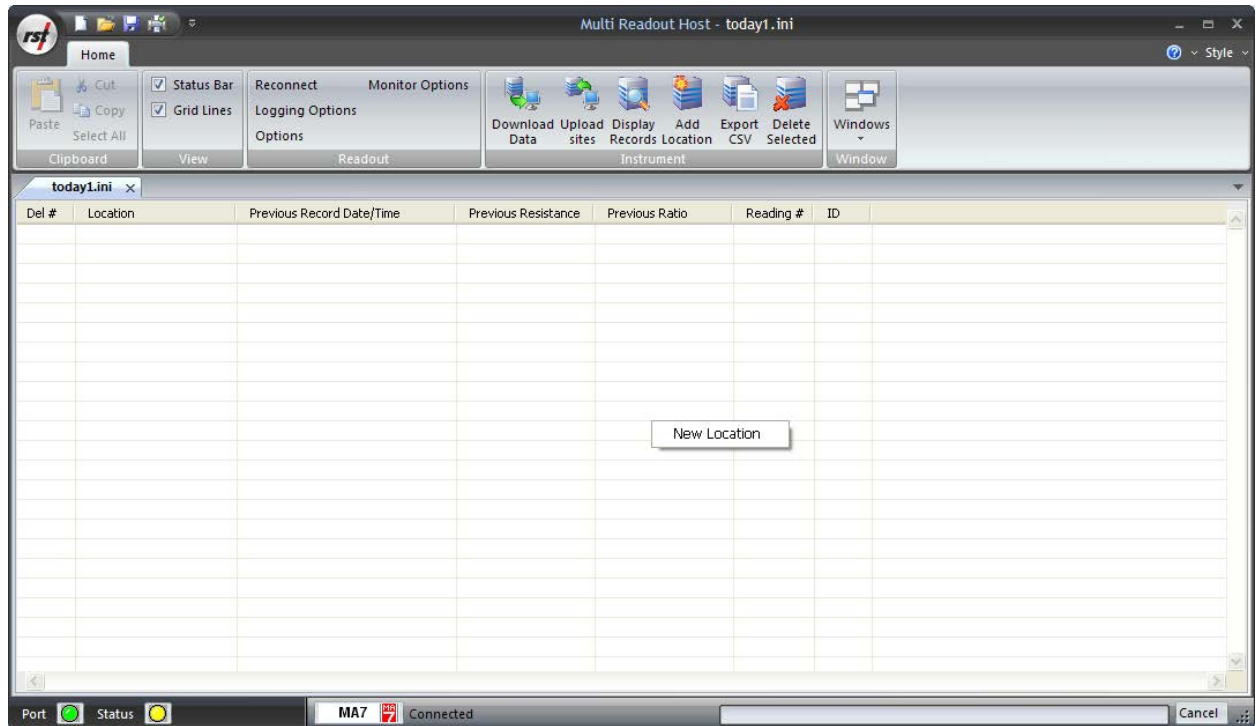 rst
Multi Readout Host - today1.ini
Home
Style
Paste
Cut
Copy
Select All
Clipboard
Status Bar
Grid Lines
View
Reconnect Monitor Options
Logging Options
Options
Readout
Download Data
Upload sites
Display Records
Add Location
Export CSV
Delete Selected
Instrument
Windows
Window
today1.ini
Del # Location Previous Record Date/Time Previous Resistance Previous Ratio Reading # ID
New Location
Port Status MA7 MA7 Connected Cancel